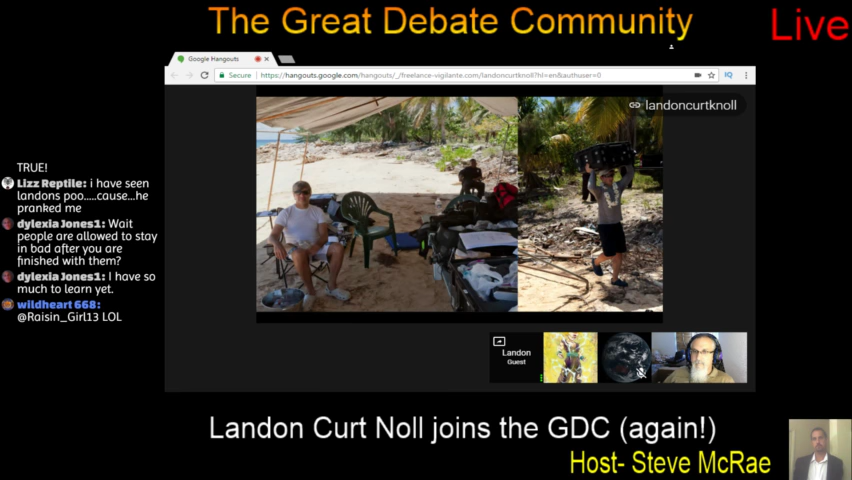 The Great Debate Community
Live
Google Hangouts
Secure
https://hangouts.google.com/hangouts/_/freelance-vigilante.com/landoncurtknoll?hl=en&authuser=0
IQ
landoncurtknoll
TRUE!
Lizz Reptile: i have seen
landons poo.....cause...he
pranked me
dylexia Jones1: Wait
people are allowed to stay
in bad after you are
finished with them?
dylexia Jones1: I have so
much to learn yet.
wildheart 668:
@Raisin_Girl13 LOL
Landon
Guest
Landon Curt Noll joins the GDC (again!)
Host- Steve McRae